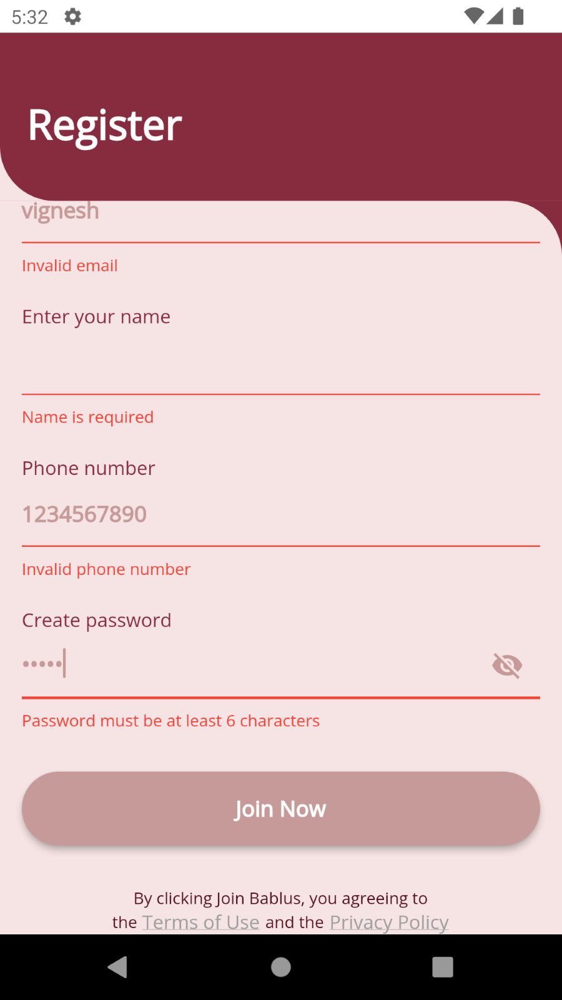 5:32
Register
vignesh
Invalid email
Enter your name
Name is required
Phone number
1234567890
Invalid phone number
Create password
•••••
Password must be at least 6 characters
Join Now
By clicking Join Bablus, you agreeing to
the Terms of Use and the Privacy Policy